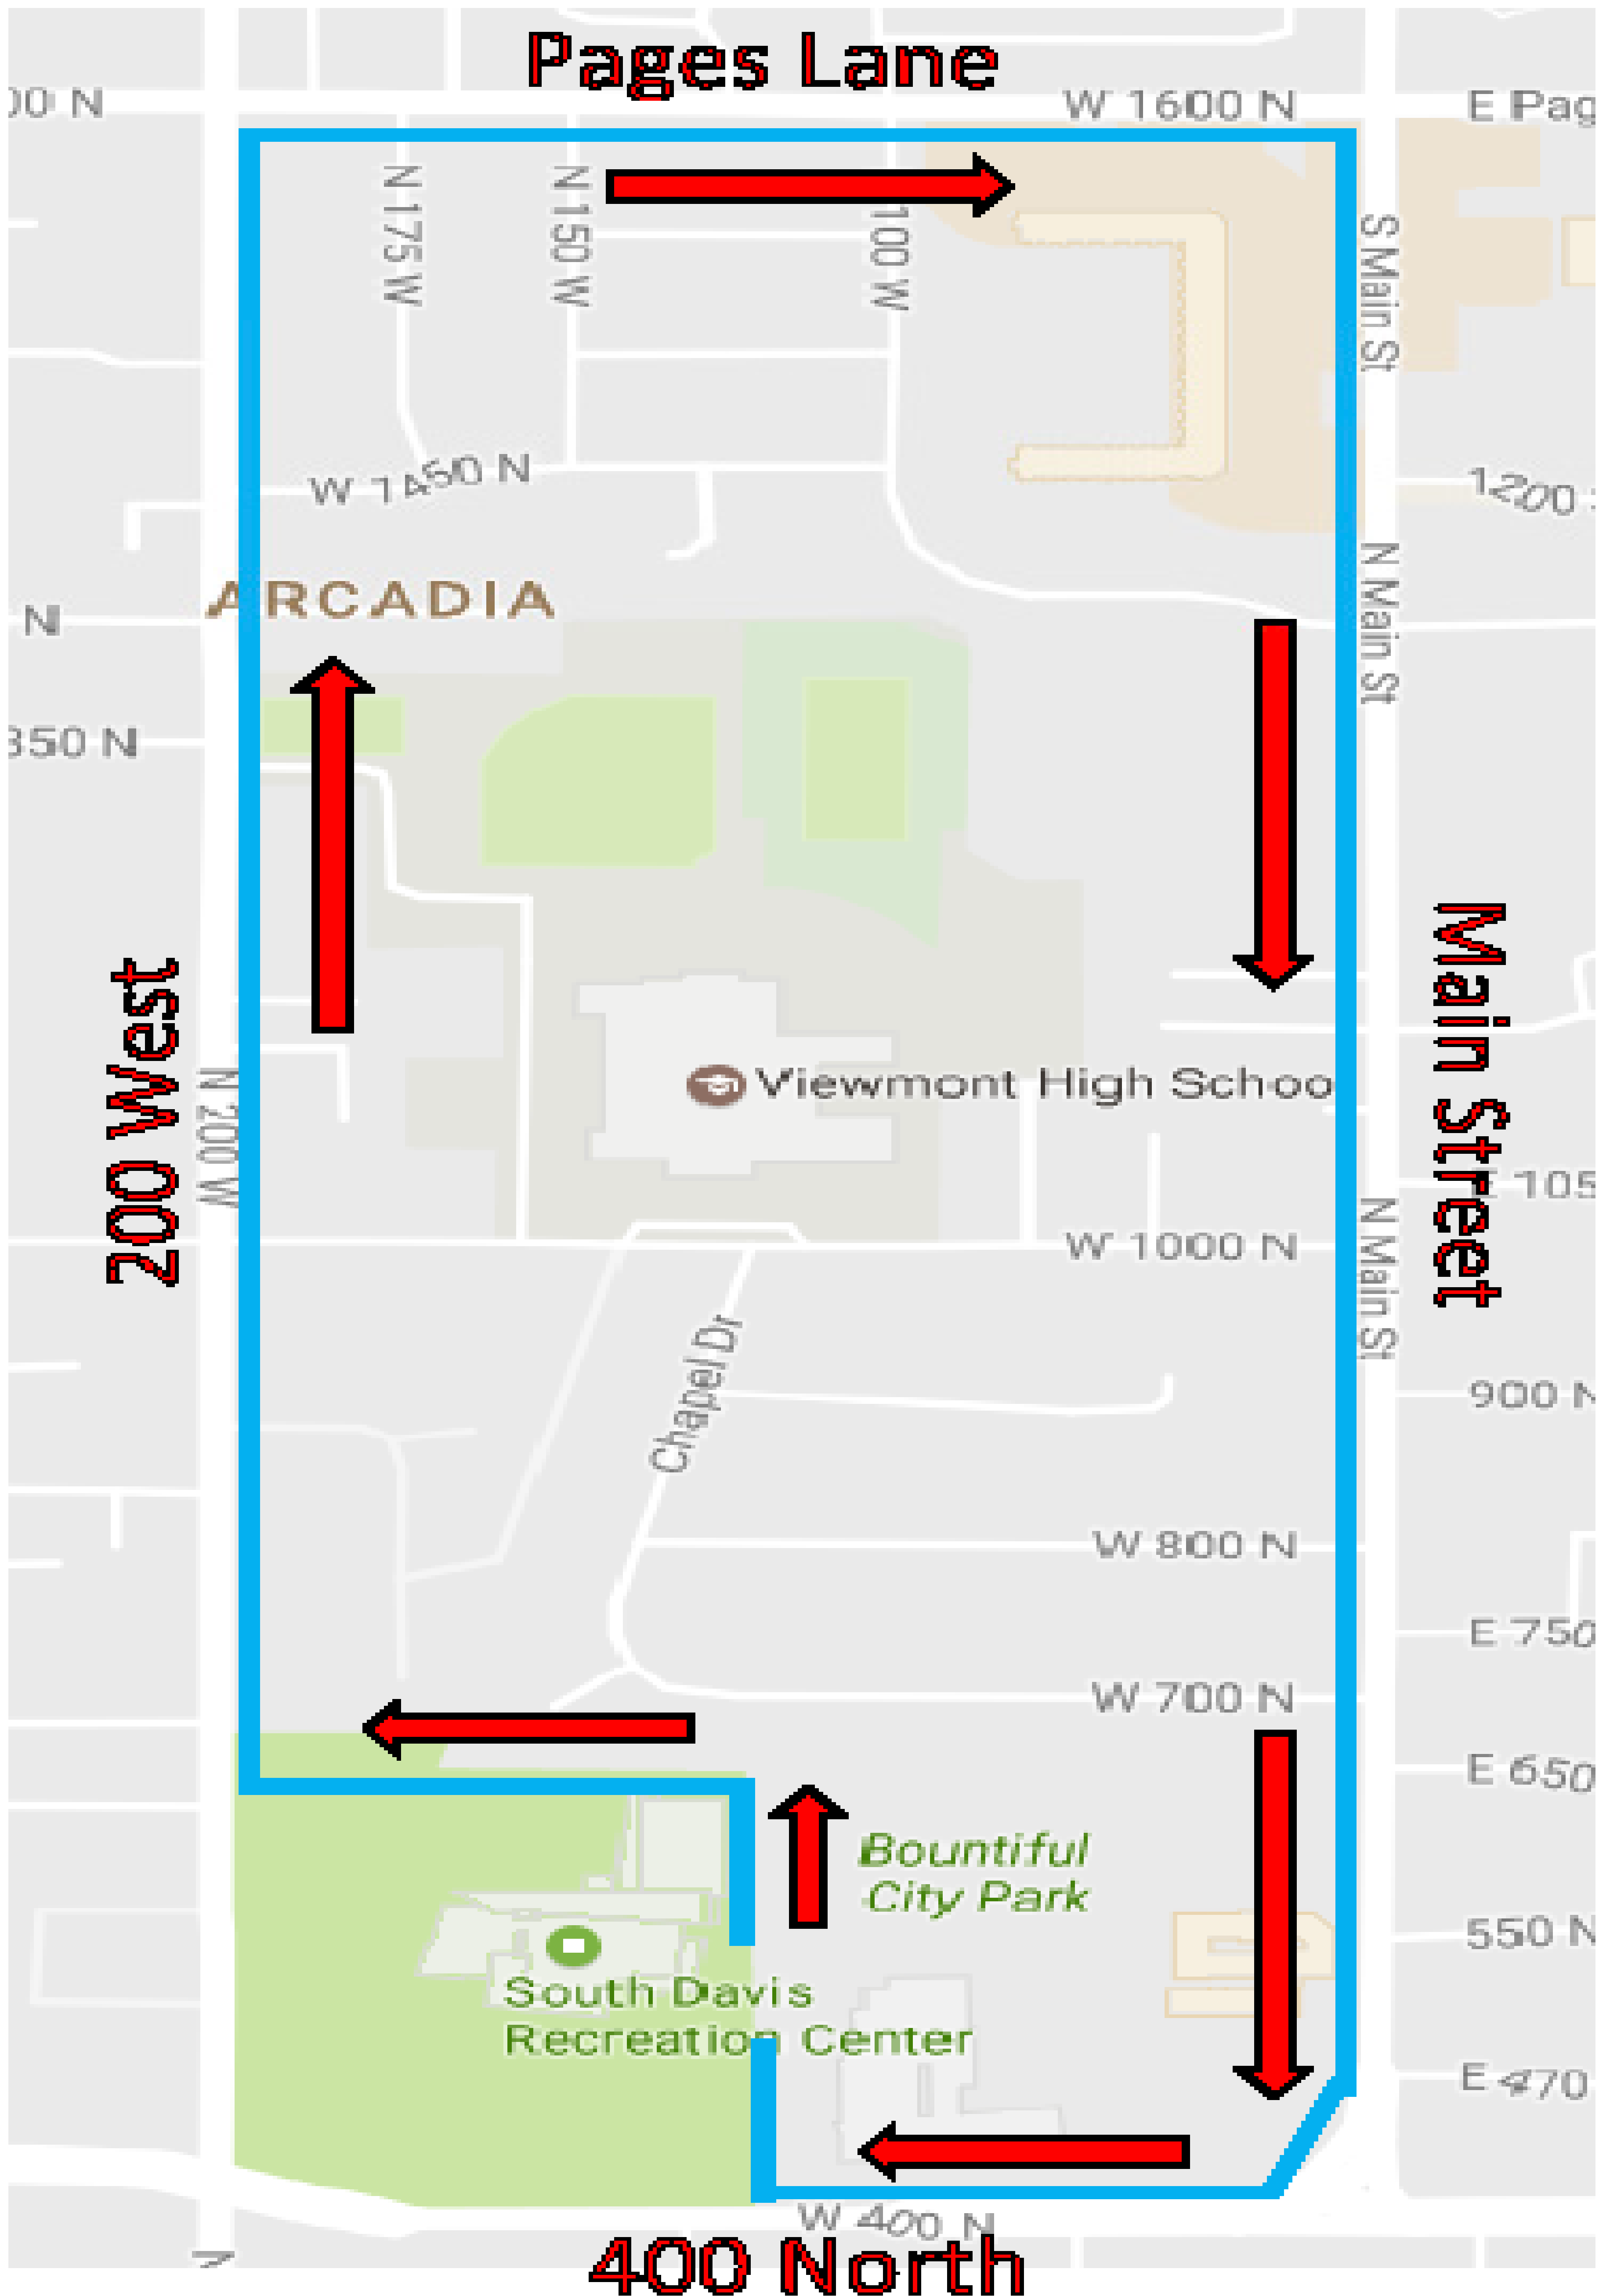 Pages Lane
00 N
W 1600 N
E Pag
N 175 W
N 150 W
100 W
S Main St
W 1450 N
1200
N Main St
ARCADIA
N
350 N
Main Street
200 West
N 200 W
Viewmont High Schoo
E 105
W 1000 N
N Main St
Chapel Dr
900 N
W 800 N
E 750
W 700 N
E 650
Bountiful
City Park
550 N
South Davis
Recreation Center
E 470
W 400 N
400 North